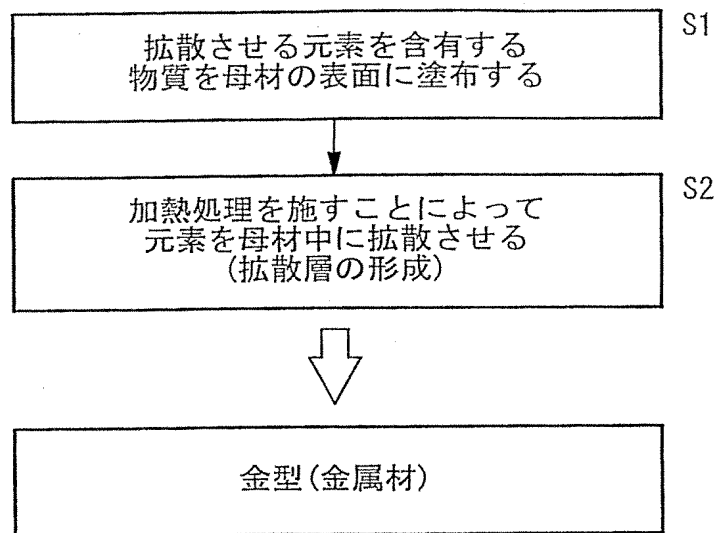 S1
拡散させる元素を含有する
物質を母材の表面に塗布する
S2
加熱処理を施すことによって
元素を母材中に拡散させる
(拡散層の形成)
金型(金属材)